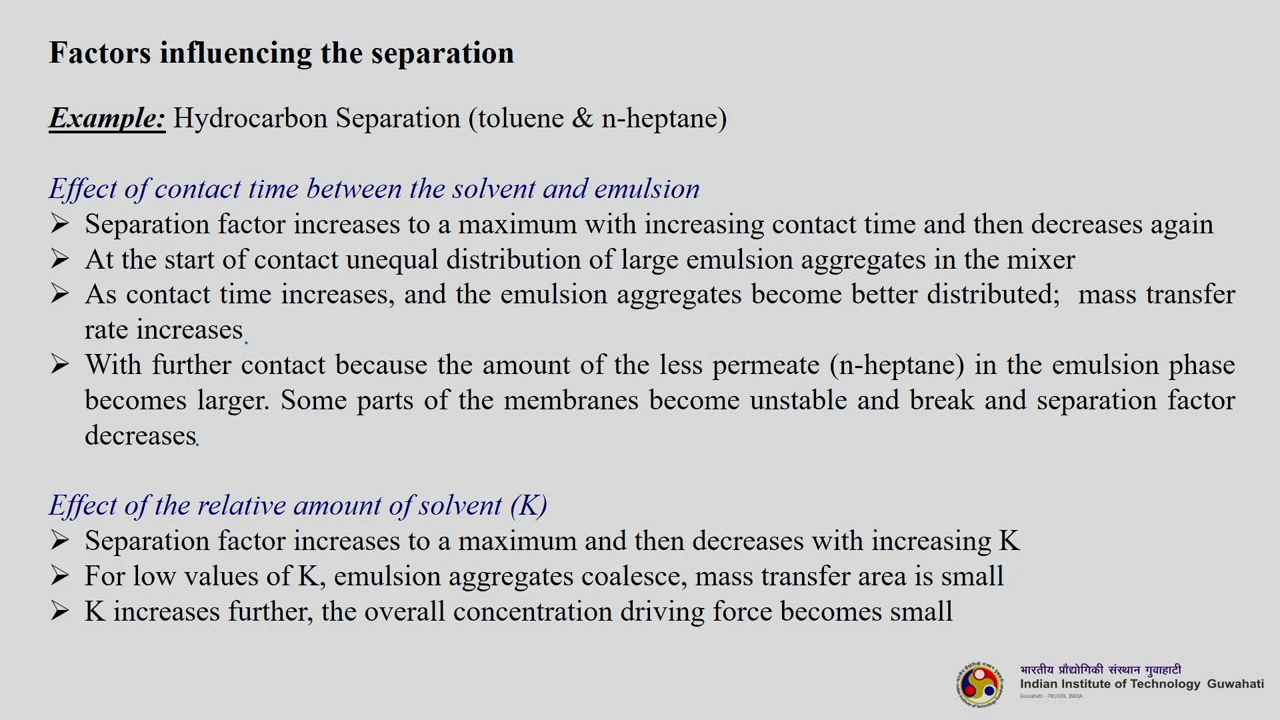 Factors influencing the separation
Example: Hydrocarbon Separation (toluene & n-heptane)
Effect of contact time between the solvent and emulsion
➢ Separation factor increases to a maximum with increasing contact time and then decreases again
➢ At the start of contact unequal distribution of large emulsion aggregates in the mixer
➢ As contact time increases, and the emulsion aggregates become better distributed; mass transfer
rate increases.
➢ With further contact because the amount of the less permeate (n-heptane) in the emulsion phase
becomes larger. Some parts of the membranes become unstable and break and separation factor
decreases.
Effect of the relative amount of solvent (K)
➢ Separation factor increases to a maximum and then decreases with increasing K
➢ For low values of K, emulsion aggregates coalesce, mass transfer area is small
➢ K increases further, the overall concentration driving force becomes small
भारतीय प्रौद्योगिकी संस्थान गुवाहाटी
Indian Institute of Technology Guwahati
Guwahati - 781039, INDIA